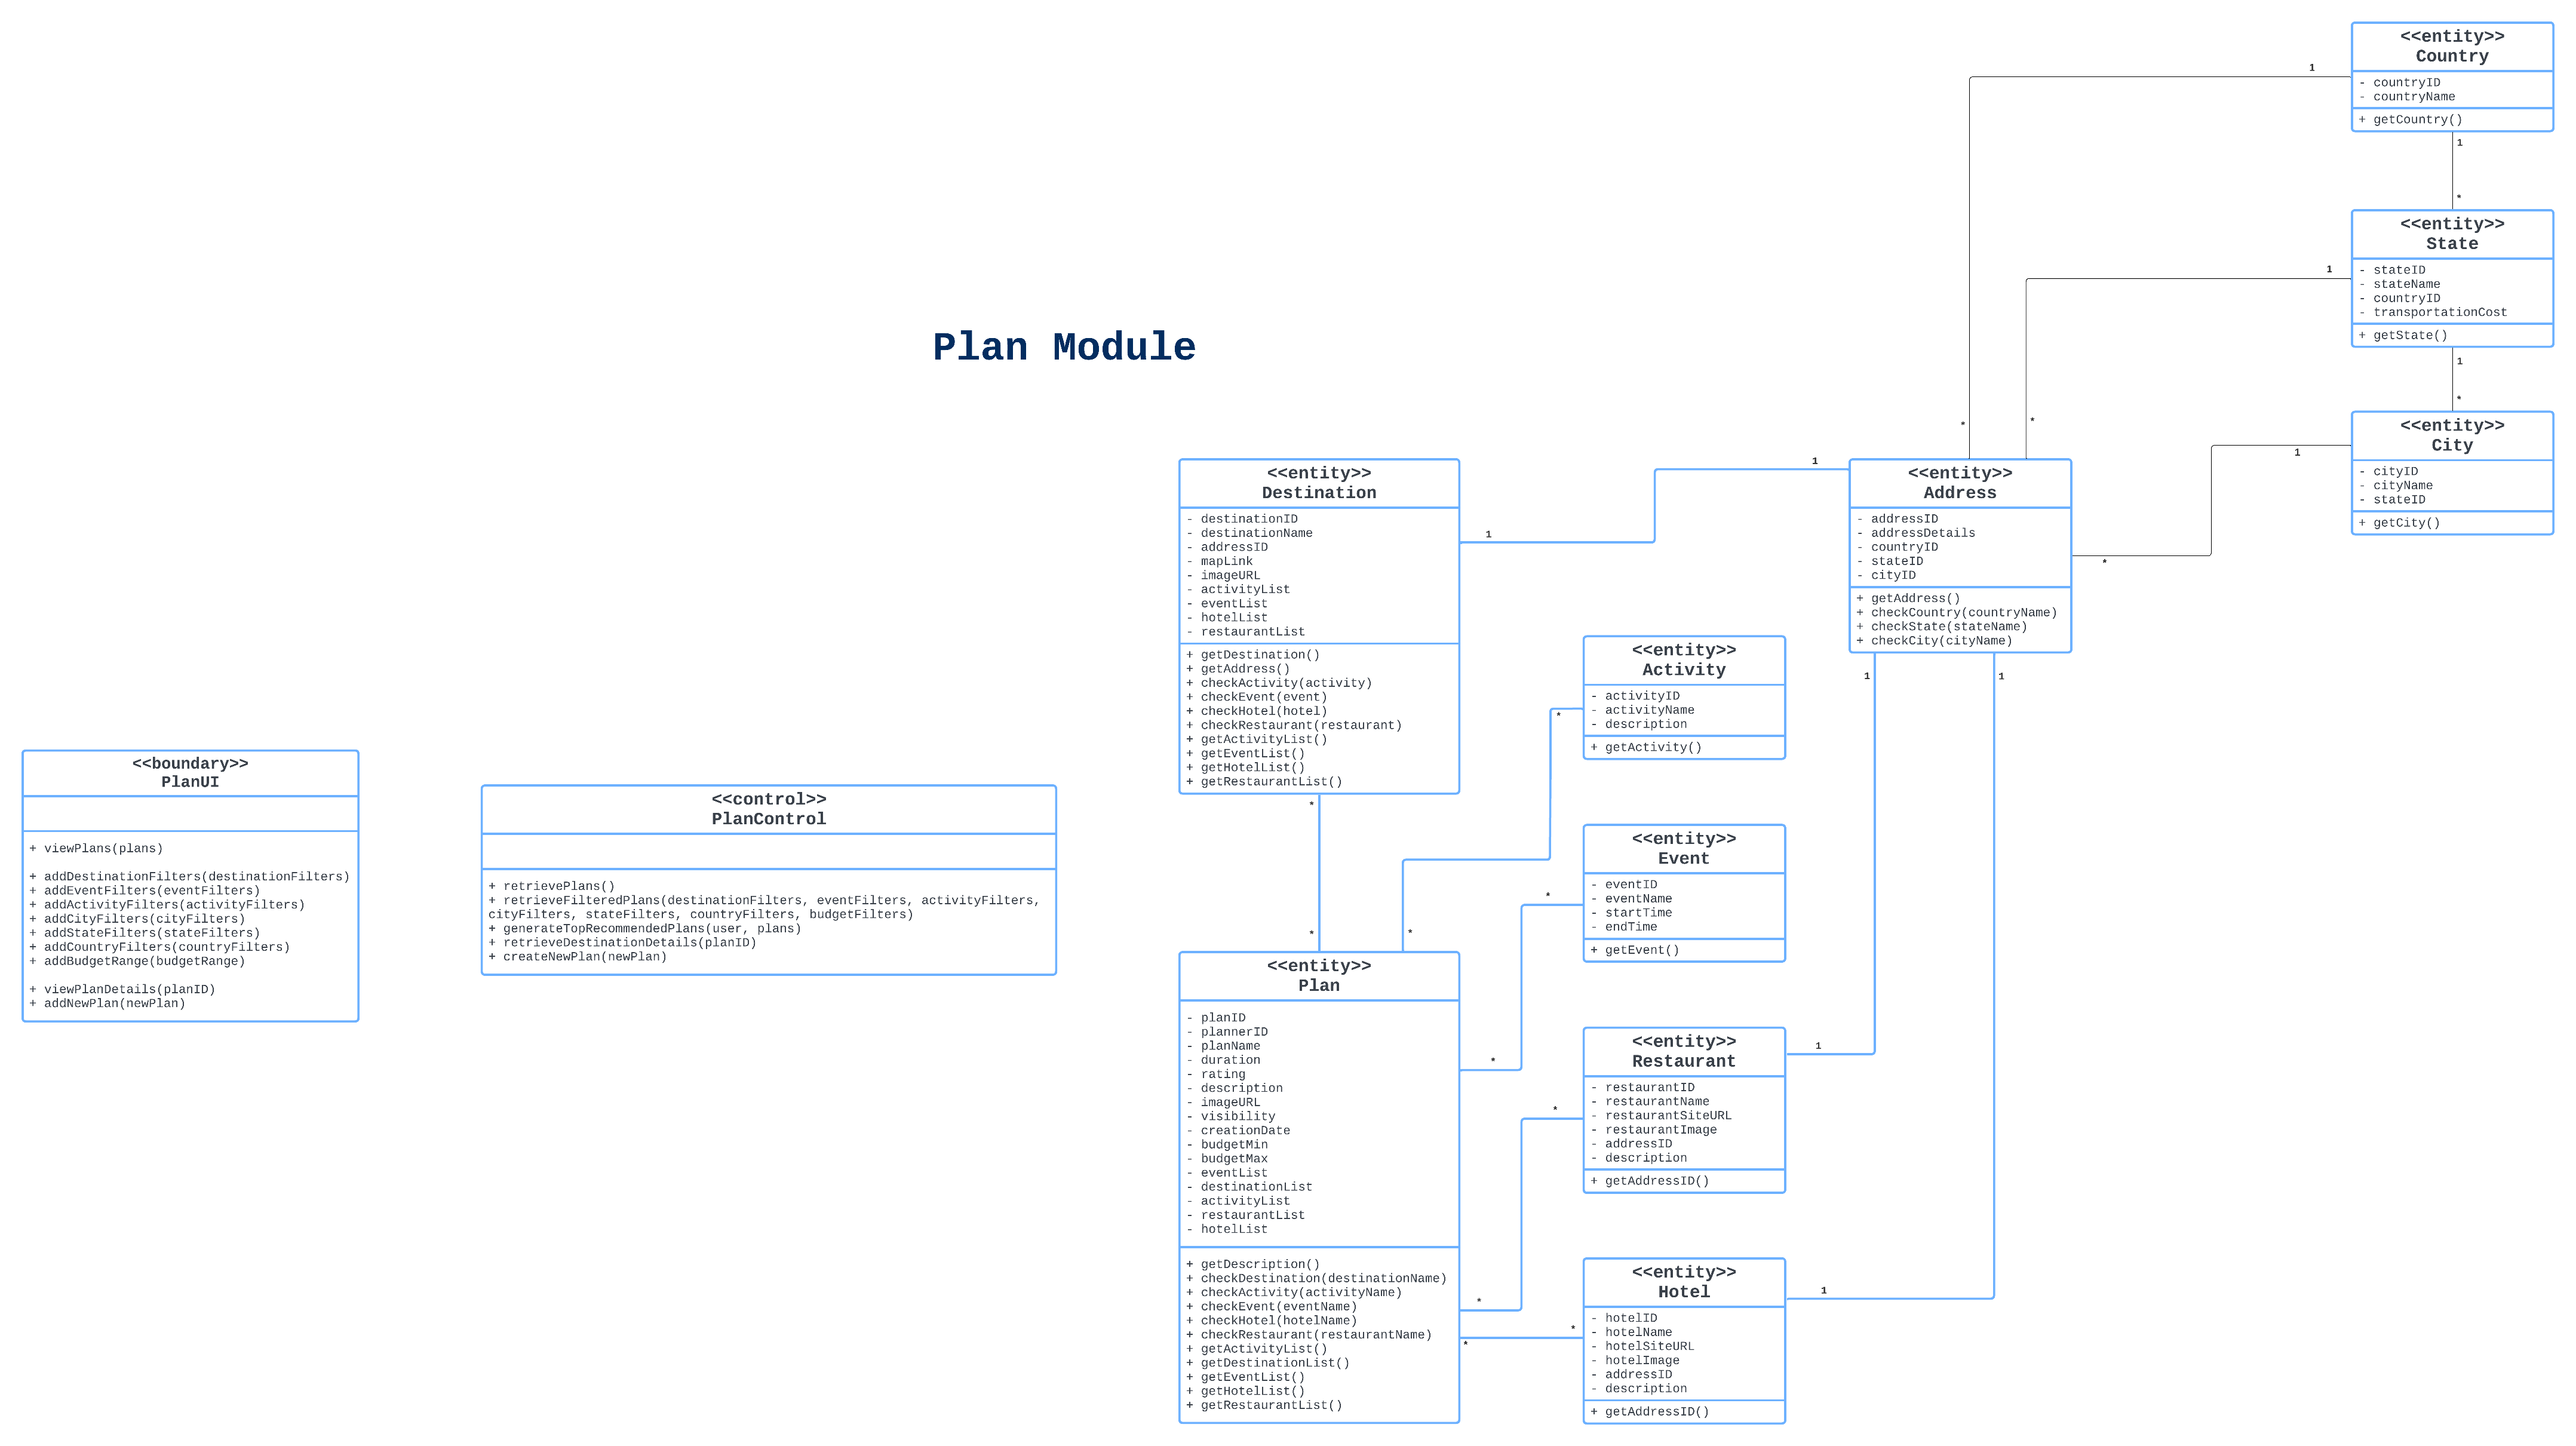 Plan Module
<<boundary>>
PlanUI
+ viewPlans(plans)
+ addDestinationFilters(destinationFilters)
+ addEventFilters(eventFilters)
+ addActivityFilters(activityFilters)
+ addCityFilters(cityFilters)
+ addStateFilters(stateFilters)
+ addCountryFilters(countryFilters)
+ addBudgetRange(budgetRange)
+ viewPlanDetails(planID)
+ addNewPlan(newPlan)
<<control>>
PlanControl
+ retrievePlans()
+ retrieveFilteredPlans(destinationFilters, eventFilters, activityFilters,
cityFilters, stateFilters, countryFilters, budgetFilters)
+ generateTopRecommendedPlans(user, plans)
+ retrieveDestinationDetails(planID)
+ createNewPlan(newPlan)
<<entity>>
Destination
- destinationID
- destinationName
- addressID
- mapLink
- imageURL
- activityList
- eventList
- hotelList
- restaurantList
+ getDestination()
+ getAddress()
+ checkActivity(activity)
+ checkEvent(event)
+ checkHotel(hotel)
+ checkRestaurant(restaurant)
+ getActivityList()
+ getEventList()
+ getHotelList()
+ getRestaurantList()
1
1
*
*
*
<<entity>>
Plan
- planID
- plannerID
- planName
- duration
- rating
- description
- imageURL
- visibility
- creationDate
- budgetMin
- budgetMax
- eventList
- destinationList
- activityList
- restaurantList
- hotelList
+ getDescription()
+ checkDestination(destinationName)
+ checkActivity(activityName)
+ checkEvent(eventName)
+ checkHotel(hotelName)
+ checkRestaurant(restaurantName)
+ getActivityList()
+ getDestinationList()
+ getEventList()
+ getHotelList()
+ getRestaurantList()
*
*
*
*
<<entity>>
Activity
- activityID
- activityName
- description
+ getActivity()
*
<<entity>>
Event
- eventID
- eventName
- startTime
- endTime
+ getEvent()
*
<<entity>>
Restaurant
- restaurantID
- restaurantName
- restaurantSiteURL
- restaurantImage
- addressID
- description
+ getAddressID()
1
*
<<entity>>
Hotel
- hotelID
- hotelName
- hotelSiteURL
- hotelImage
- addressID
- description
+ getAddressID()
1
<<entity>>
Address
- addressID
- addressDetails
- countryID
- stateID
- cityID
+ getAddress()
+ checkCountry(countryName)
+ checkState(stateName)
+ checkCity(cityName)
1
1
*
*
*
<<entity>>
Country
- countryID
- countryName
+ getCountry()
1
1
*
<<entity>>
State
- stateID
- stateName
- countryID
- transportationCost
+ getState()
1
1
*
<<entity>>
City
- cityID
- cityName
- stateID
+ getCity()
1